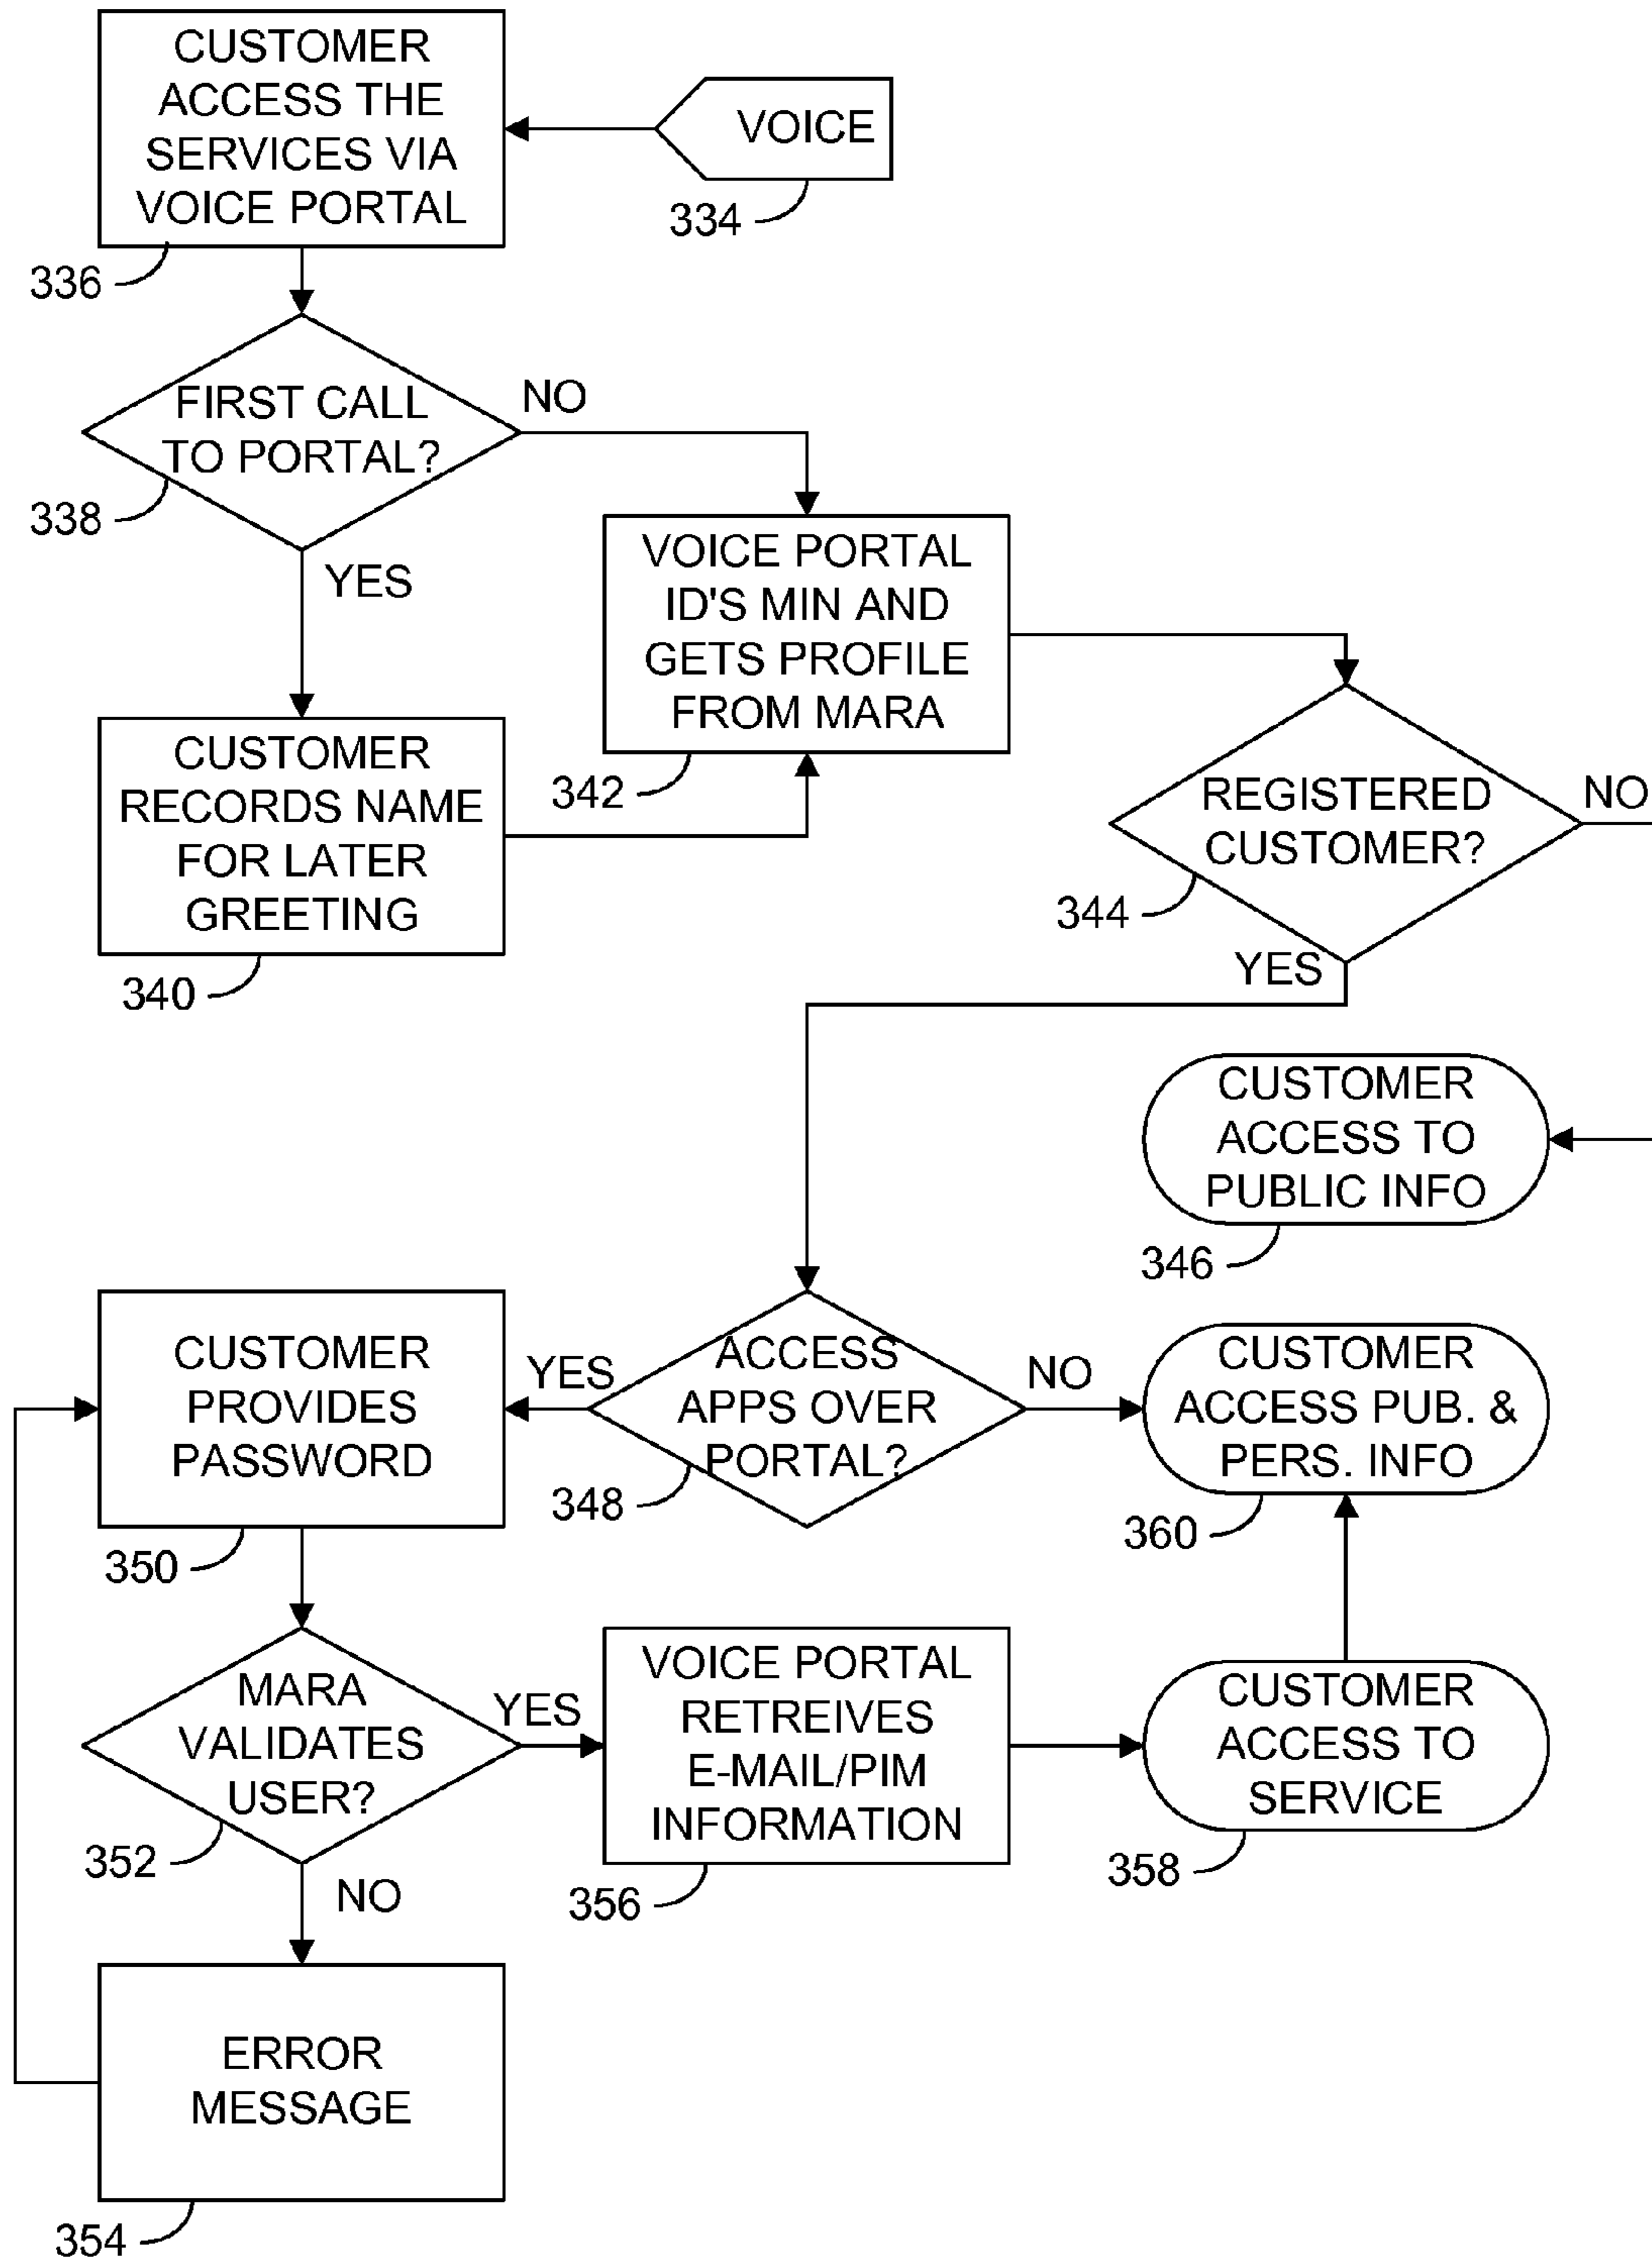 CUSTOMER
ACCESS THE
SERVICES VIA
VOICE PORTAL
336
VOICE
334
FIRST CALL
TO PORTAL?
338
NO
YES
CUSTOMER
RECORDS NAME
FOR LATER
GREETING
340
VOICE PORTAL
ID'S MIN AND
GETS PROFILE
FROM MARA
342
REGISTERED
CUSTOMER?
344
NO
YES
CUSTOMER
ACCESS TO
PUBLIC INFO
346
ACCESS
APPS OVER
PORTAL?
348
YES
NO
CUSTOMER
PROVIDES
PASSWORD
350
CUSTOMER
ACCESS PUB. &
PERS. INFO
360
MARA
VALIDATES
USER?
352
YES
NO
VOICE PORTAL
RETREIVES
E-MAIL/PIM
INFORMATION
356
CUSTOMER
ACCESS TO
SERVICE
358
ERROR
MESSAGE
354